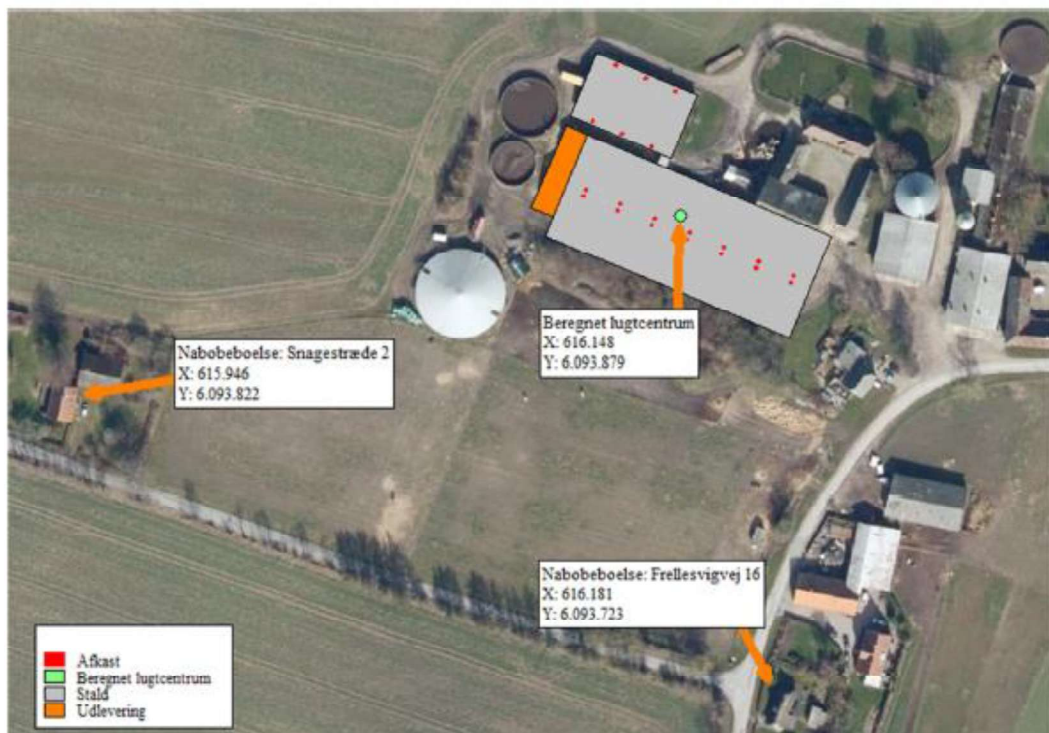 Beregnet lugtcentrum
X: 616.148
Y: 6.093.879
Nabobeboelse: Snagestræde 2
X: 615.946
Y: 6.093.822
Nabobeboelse: Frellesvigvej 16
X: 616.181
Y: 6.093.723
Afkast
Beregnet lugtcentrum
Stald
Udlevering